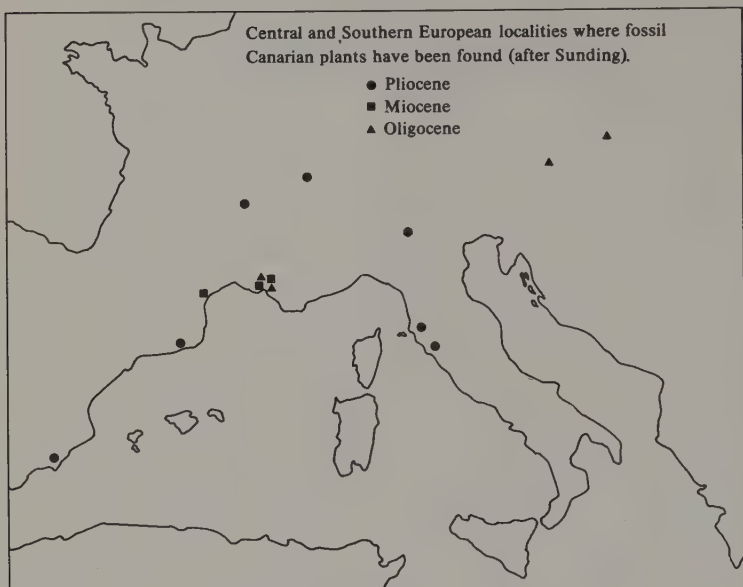 Central and Southern European localities where fossil
Canarian plants have been found (after Sunding).
● Pliocene
■ Miocene
▲ Oligocene